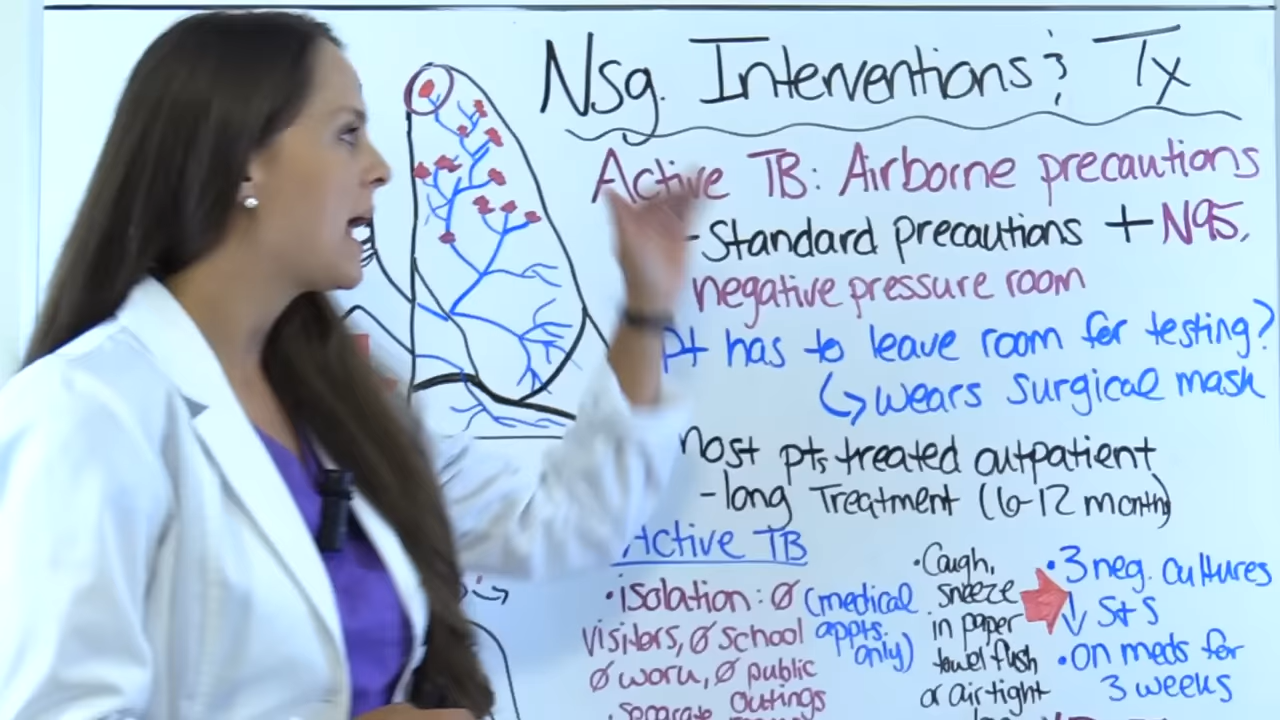 Nsg. Interventions & Tx
Active TB: Airborne precautions
-Standard precautions + N95,
negative pressure room
pt has to leave room for testing?
↳ wears surgical mask
most pts treated outpatient
-long Treatment (6-12 months)
Active TB
•isolation: Ø (medical
visitors, Ø school appts.
Ø work, Ø public only)
outings
•separate
•Cough,
sneeze
in paper
towel flush
or air tight
•3 neg. cultures
↓ S+S
•on meds for
3 weeks